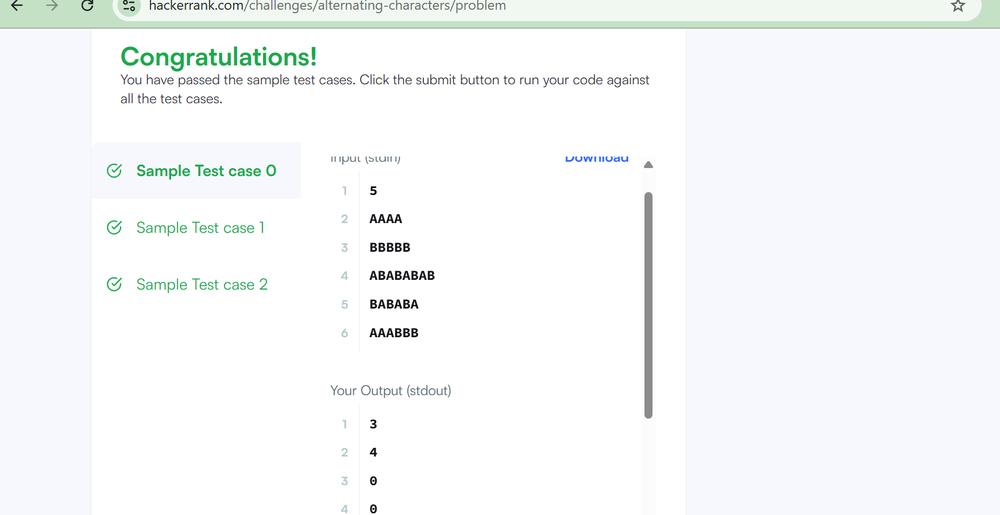 hackerrank.com/challenges/alternating-characters/problem
Congratulations!
You have passed the sample test cases. Click the submit button to run your code against
all the test cases.
Sample Test case 0
Sample Test case 1
Sample Test case 2
Input (stdin)
Download
1 5
2 AAAA
3 BBBBB
4 ABABABAB
5 BABABA
6 AAABBB
Your Output (stdout)
1 3
2 4
3 0
4 0